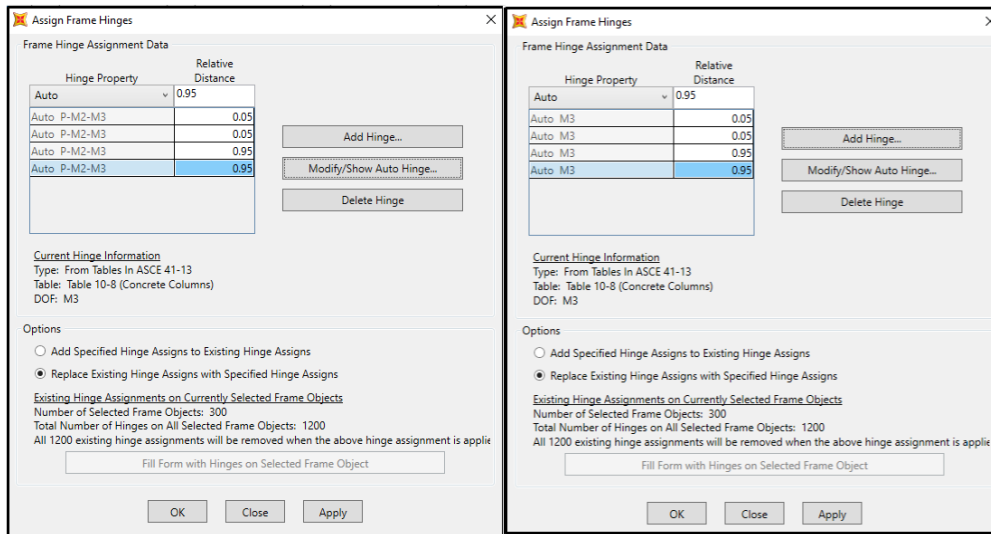 Assign Frame Hinges
Frame Hinge Assignment Data
Relative
Hinge Property Distance
Auto 0.95
Auto P-M2-M3 0.05
Auto P-M2-M3 0.05
Auto P-M2-M3 0.95
Auto P-M2-M3 0.95
Add Hinge...
Modify/Show Auto Hinge...
Delete Hinge
Current Hinge Information
Type: From Tables In ASCE 41-13
Table: Table 10-8 (Concrete Columns)
DOF: M3
Options
Add Specified Hinge Assigns to Existing Hinge Assigns
Replace Existing Hinge Assigns with Specified Hinge Assigns
Existing Hinge Assignments on Currently Selected Frame Objects
Number of Selected Frame Objects: 300
Total Number of Hinges on All Selected Frame Objects: 1200
All 1200 existing hinge assignments will be removed when the above hinge assignment is applie
Fill Form with Hinges on Selected Frame Object
OK Close Apply
Assign Frame Hinges
Frame Hinge Assignment Data
Relative
Hinge Property Distance
Auto 0.95
Auto M3 0.05
Auto M3 0.05
Auto M3 0.95
Auto M3 0.95
Add Hinge...
Modify/Show Auto Hinge...
Delete Hinge
Current Hinge Information
Type: From Tables In ASCE 41-13
Table: Table 10-8 (Concrete Columns)
DOF: M3
Options
Add Specified Hinge Assigns to Existing Hinge Assigns
Replace Existing Hinge Assigns with Specified Hinge Assigns
Existing Hinge Assignments on Currently Selected Frame Objects
Number of Selected Frame Objects: 300
Total Number of Hinges on All Selected Frame Objects: 1200
All 1200 existing hinge assignments will be removed when the above hinge assignment is applie
Fill Form with Hinges on Selected Frame Object
OK Close Apply